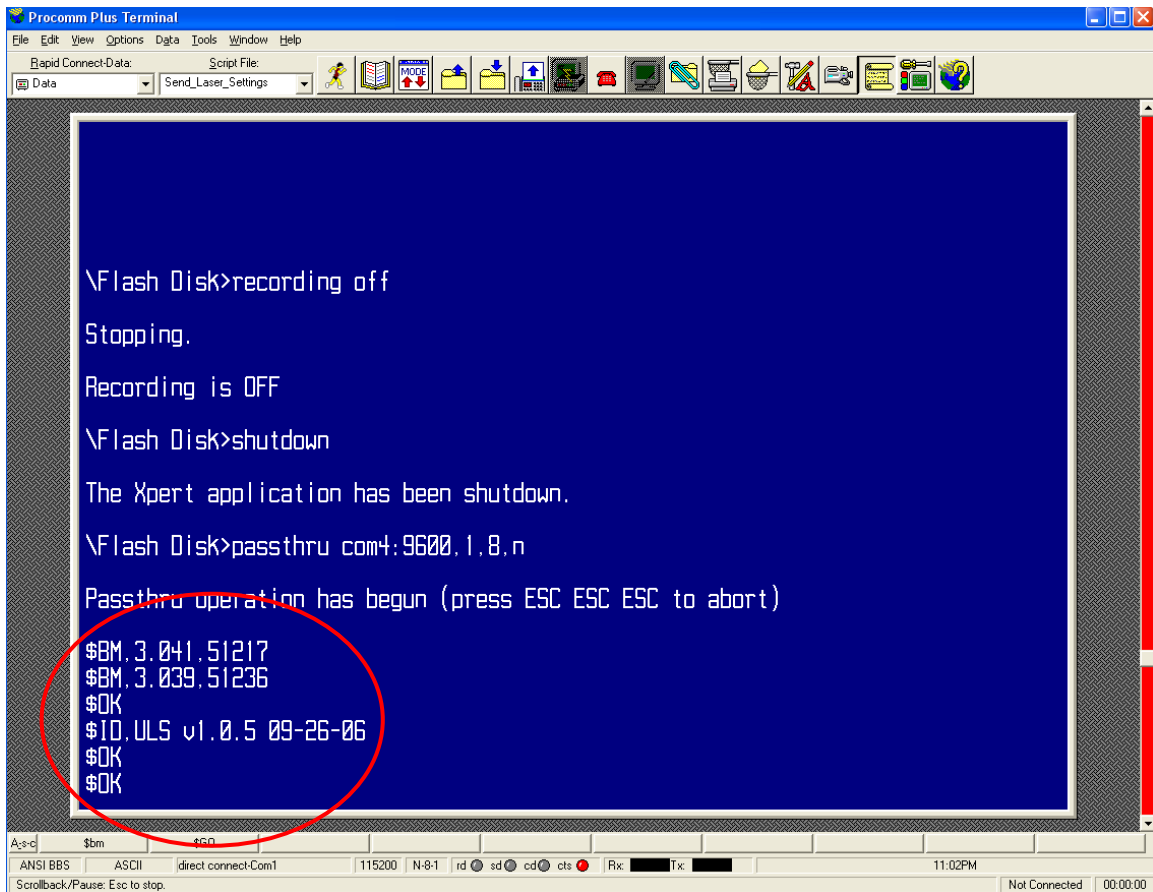 Procomm Plus Terminal
File Edit View Options Data Tools Window Help
Rapid Connect-Data: Script File:
Data Send_Laser_Settings
MODE
\Flash Disk>recording off
Stopping.
Recording is OFF
\Flash Disk>shutdown
The Xpert application has been shutdown.
\Flash Disk>passthru com4:9600,1,8,n
Passthru operation has begun (press ESC ESC ESC to abort)
$BM,3.041,51217
$BM,3.039,51236
$OK
$ID,ULS v1.0.5 09-26-06
$OK
$OK
A-s-c $bm $GO
ANSI BBS ASCII direct connect-Com1 115200 N-8-1 rd sd cd cts Rx: Tx: 11:02PM
Scrollback/Pause: Esc to stop. Not Connected 00:00:00